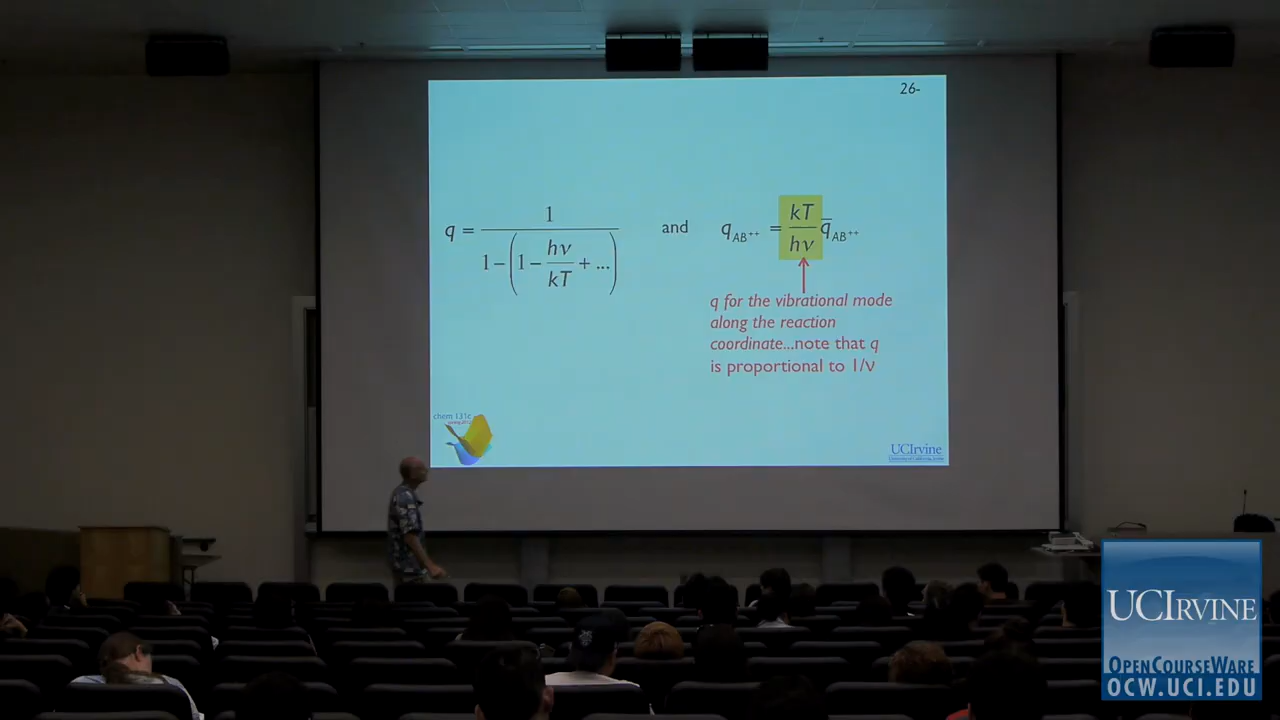 26-
q = 1 / (1 − (1 − hν/kT + ...))
and
q_AB⁺⁺ = kT/hν q̄_AB⁺⁺
q for the vibrational mode
along the reaction
coordinate...note that q
is proportional to 1/ν
chem 131c
UCIrvine
UCIRVINE
OPENCOURSEWARE
OCW.UCI.EDU